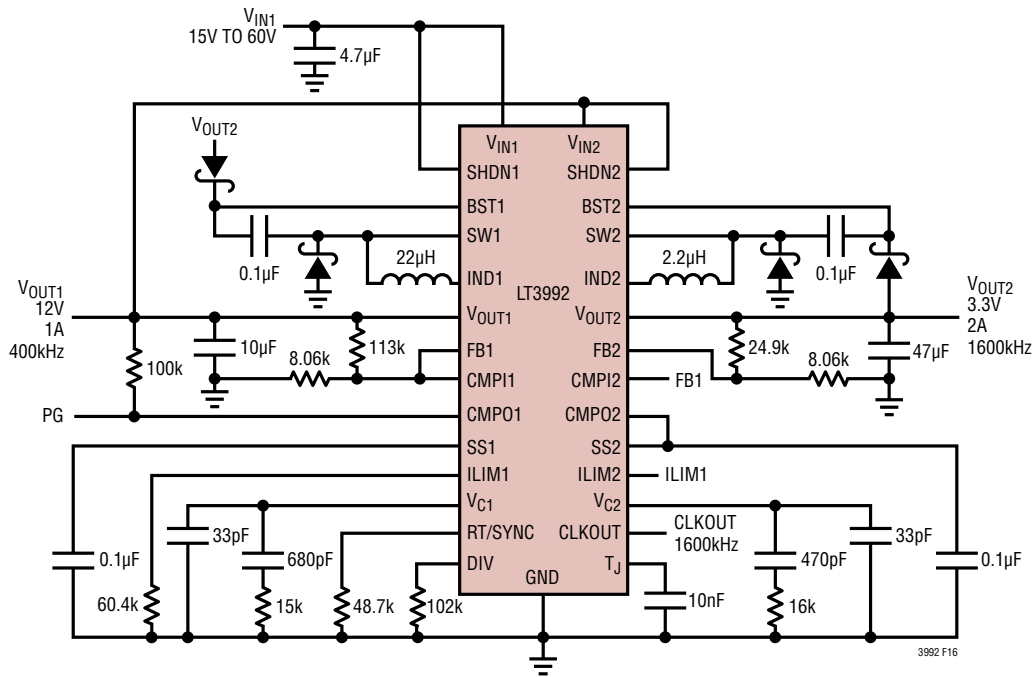 VIN1
15V TO 60V
4.7µF
VOUT2
VIN1
VIN2
SHDN1
SHDN2
BST1
BST2
SW1
SW2
0.1µF
22µH
2.2µH
0.1µF
IND1
IND2
LT3992
VOUT1
12V
1A
400kHz
VOUT1
VOUT2
VOUT2
3.3V
2A
1600kHz
10µF
8.06k
113k
24.9k
8.06k
47µF
100k
FB1
FB2
CMPI1
CMPI2
FB1
PG
CMPO1
CMPO2
SS1
SS2
ILIM1
ILIM2
ILIM1
VC1
VC2
RT/SYNC
CLKOUT
CLKOUT
1600kHz
DIV
TJ
GND
0.1µF
33pF
680pF
60.4k
15k
48.7k
102k
10nF
470pF
16k
33pF
0.1µF
3992 F16